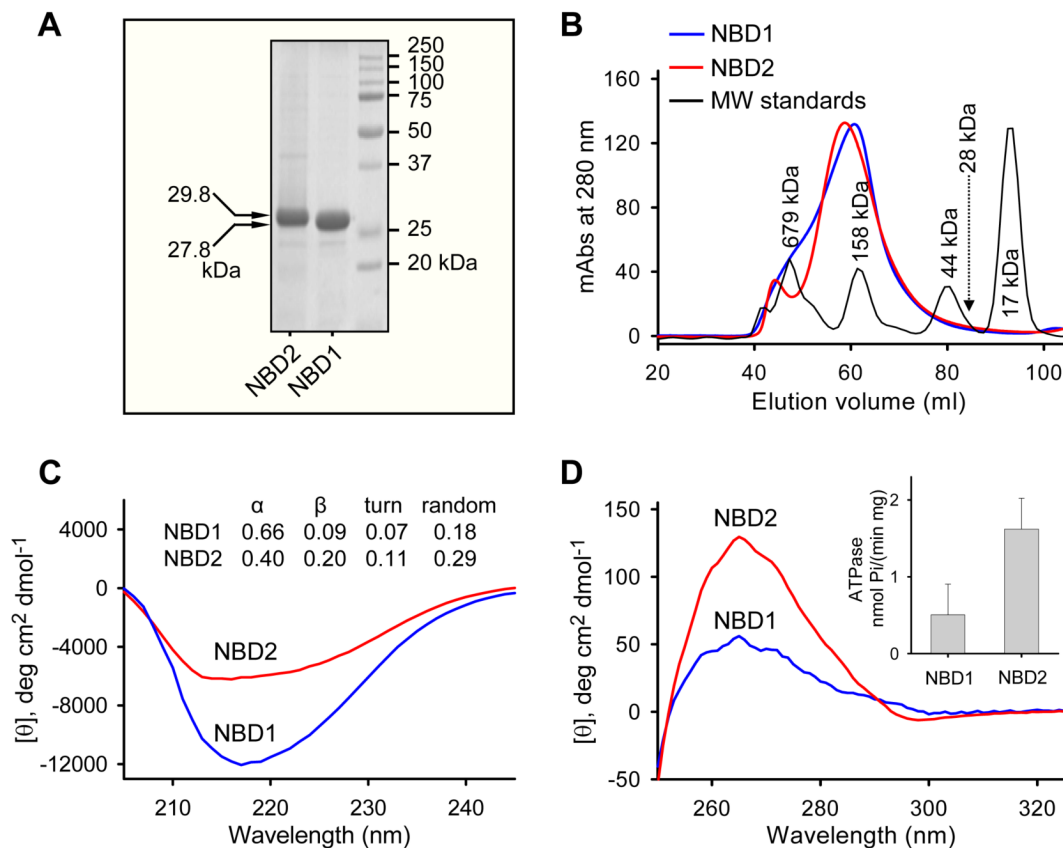 A
250
150
100
75
50
37
25
20 kDa
29.8
27.8
kDa
NBD2
NBD1
B
NBD1
NBD2
MW standards
160
120
80
40
0
mAbs at 280 nm
679 kDa
158 kDa
44 kDa
28 kDa
17 kDa
20 40 60 80 100
Elution volume (ml)
C
α β turn random
NBD1 0.66 0.09 0.07 0.18
NBD2 0.40 0.20 0.11 0.29
4000
0
-4000
-8000
-12000
[θ], deg cm2 dmol-1
NBD2
NBD1
210 220 230 240
Wavelength (nm)
D
150
100
50
0
-50
[θ], deg cm2 dmol-1
NBD2
NBD1
260 280 300 320
Wavelength (nm)
ATPase
nmol Pi/(min mg)
2
1
0
NBD1 NBD2